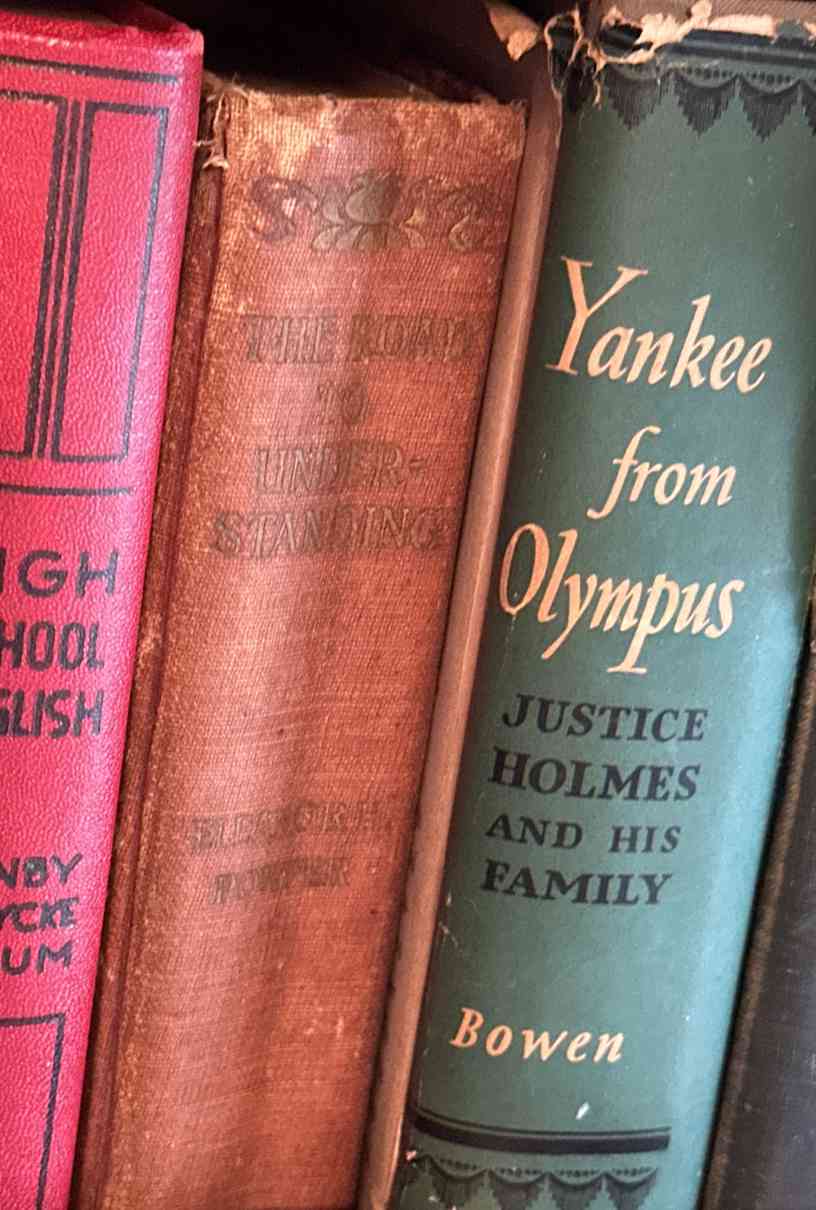 IGH
HOOL
GLISH
NBY
YCKE
UM
THE ROAD
TO
UNDER-
STANDING
ELEANOR H.
PORTER
Yankee
from
Olympus
JUSTICE
HOLMES
AND HIS
FAMILY
Bowen